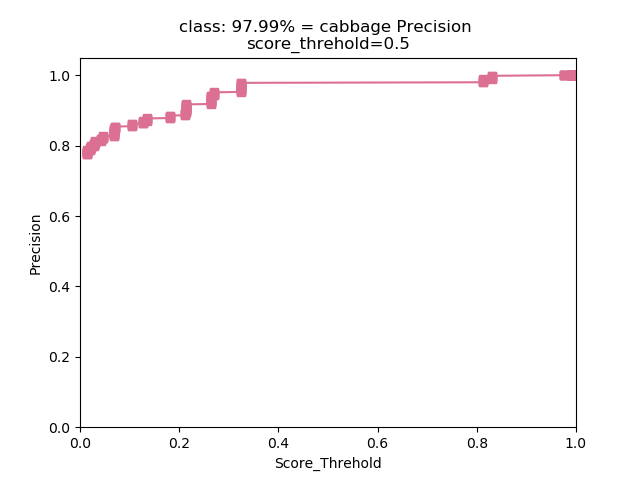 class: 97.99% = cabbage Precision
score_threhold=0.5
1.0
0.8
0.6
0.4
0.2
0.0
Precision
0.0 0.2 0.4 0.6 0.8 1.0
Score_Threhold